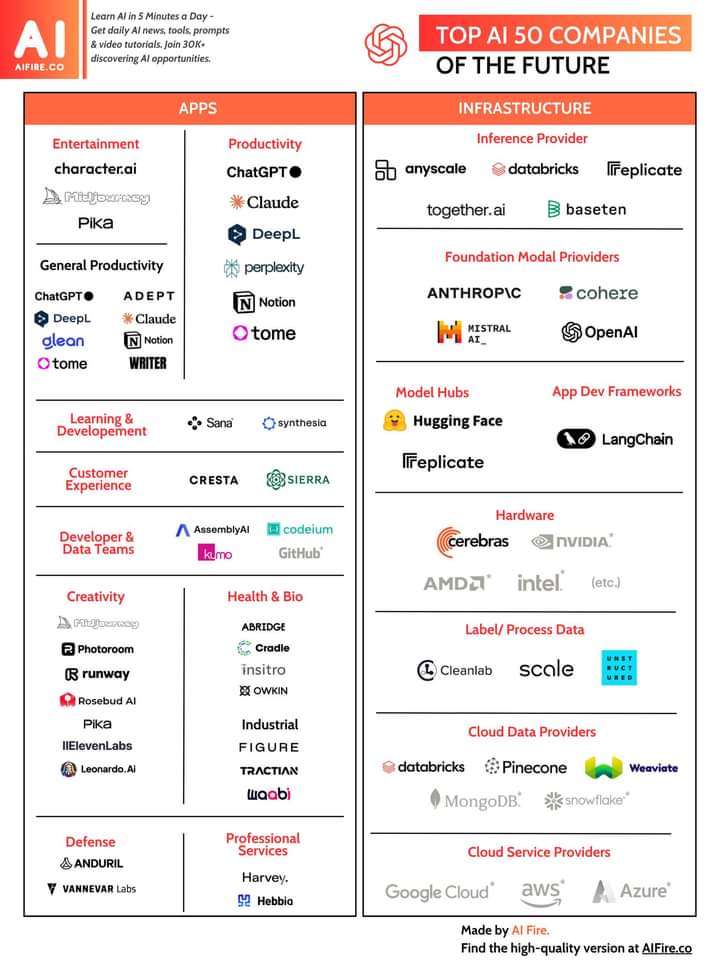 AI
AIFIRE.CO
Learn AI in 5 Minutes a Day -
Get daily AI news, tools, prompts
& video tutorials. Join 30K+
discovering AI opportunities.
TOP AI 50 COMPANIES
OF THE FUTURE
APPS
Entertainment
character.ai
Midjourney
Pika
Productivity
ChatGPT
Claude
DeepL
perplexity
Notion
tome
General Productivity
ChatGPT ADEPT
DeepL Claude
glean Notion
tome WRITER
Learning &
Developement
Sana synthesia
Customer
Experience
CRESTA SIERRA
Developer &
Data Teams
AssemblyAI codeium
kumo GitHub*
Creativity
Midjourney
Photoroom
runway
Rosebud AI
Pika
IIElevenLabs
Leonardo.Ai
Health & Bio
ABRIDGE
Cradle
insitro
OWKIN
Industrial
FIGURE
TRACTIAN
waabi
Defense
ANDURIL
VANNEVAR Labs
Professional
Services
Harvey.
Hebbia
INFRASTRUCTURE
Inference Provider
anyscale databricks replicate
together.ai baseten
Foundation Modal Prioviders
ANTHROP\C cohere
MISTRAL
AI_
OpenAI
Model Hubs
Hugging Face
replicate
App Dev Frameworks
LangChain
Hardware
cerebras NVIDIA*
AMD* intel.* (etc.)
Label/ Process Data
Cleanlab scale
UNST
RUCT
URED
Cloud Data Providers
databricks Pinecone Weaviate
MongoDB.* snowflake*
Cloud Service Providers
Google Cloud* aws* Azure*
Made by AI Fire.
Find the high-quality version at AIFire.co